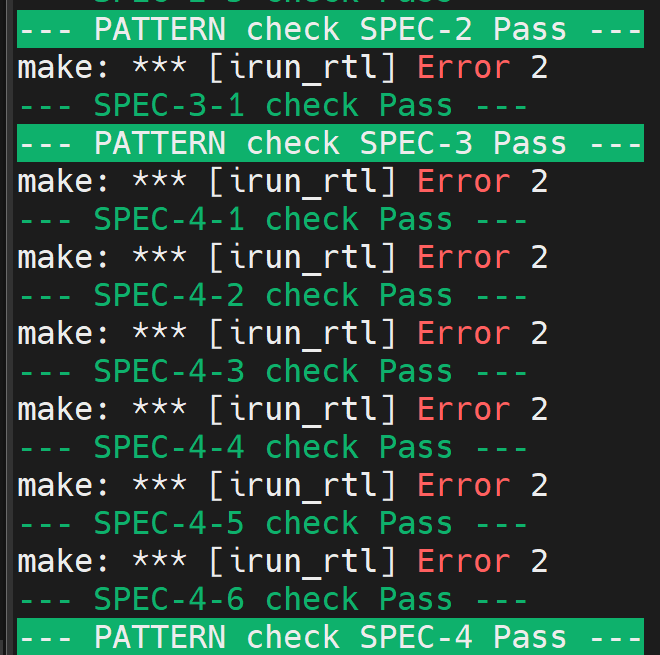 --- PATTERN check SPEC-2 Pass ---
make: *** [irun_rtl] Error 2
--- SPEC-3-1 check Pass ---
--- PATTERN check SPEC-3 Pass ---
make: *** [irun_rtl] Error 2
--- SPEC-4-1 check Pass ---
make: *** [irun_rtl] Error 2
--- SPEC-4-2 check Pass ---
make: *** [irun_rtl] Error 2
--- SPEC-4-3 check Pass ---
make: *** [irun_rtl] Error 2
--- SPEC-4-4 check Pass ---
make: *** [irun_rtl] Error 2
--- SPEC-4-5 check Pass ---
make: *** [irun_rtl] Error 2
--- SPEC-4-6 check Pass ---
--- PATTERN check SPEC-4 Pass ---